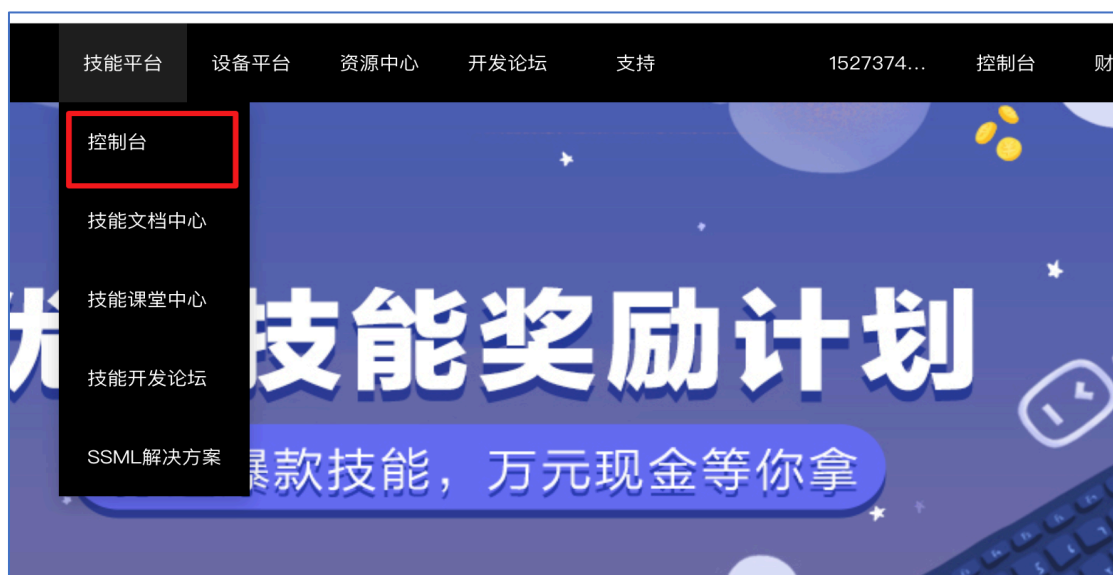 技能平台 设备平台 资源中心 开发论坛 支持 1527374... 控制台 财
控制台
技能文档中心
技能课堂中心
技能奖励计划
技能开发论坛
SSML解决方案
爆款技能，万元现金等你拿